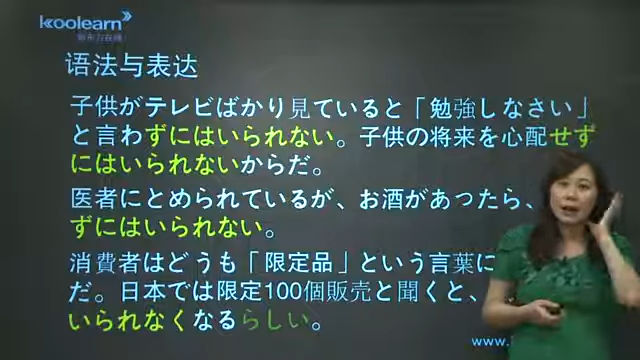 koolearn
新东方在线
语法与表达
子供がテレビばかり見ていると「勉強しなさい」
と言わずにはいられない。子供の将来を心配せず
にはいられないからだ。
医者にとめられているが、お酒があったら、
ずにはいられない。
消費者はどうも「限定品」という言葉に
だ。日本では限定100個販売と聞くと、
いられなくなるらしい。
www.